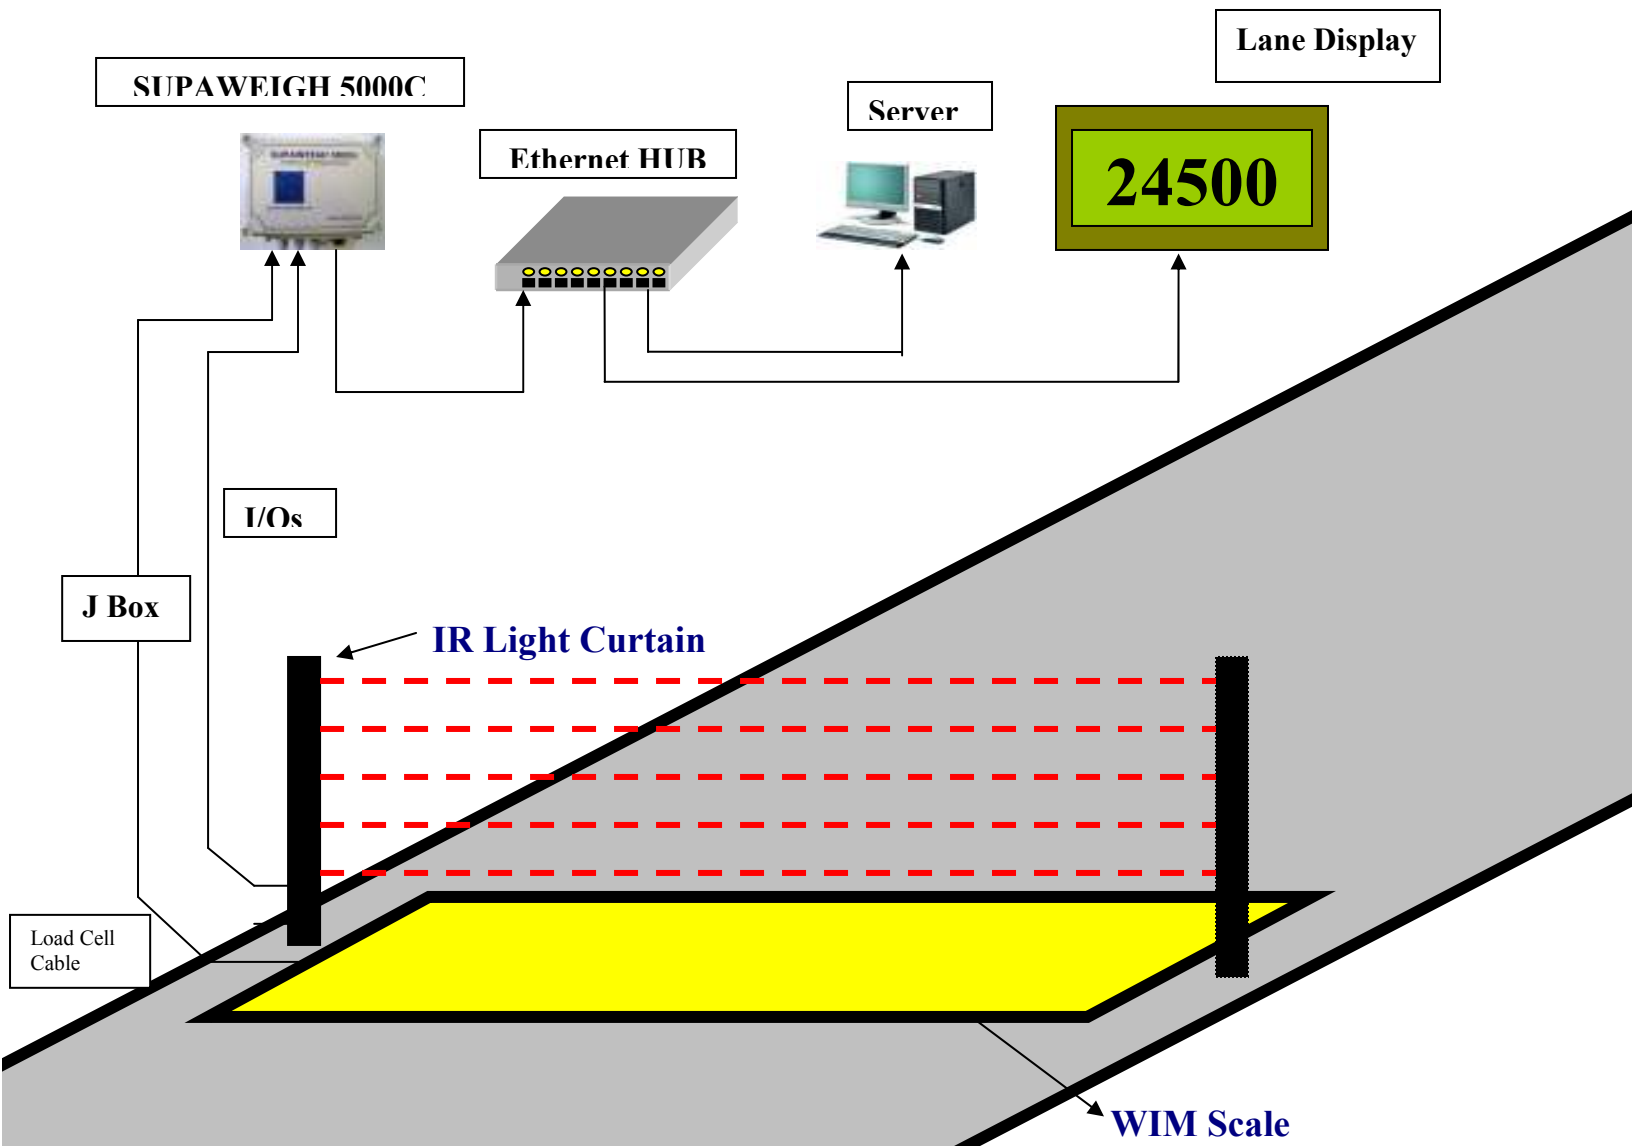 Lane Display
SUPAWEIGH 5000C
Server
Ethernet HUB
24500
I/Os
J Box
IR Light Curtain
Load Cell
Cable
WIM Scale